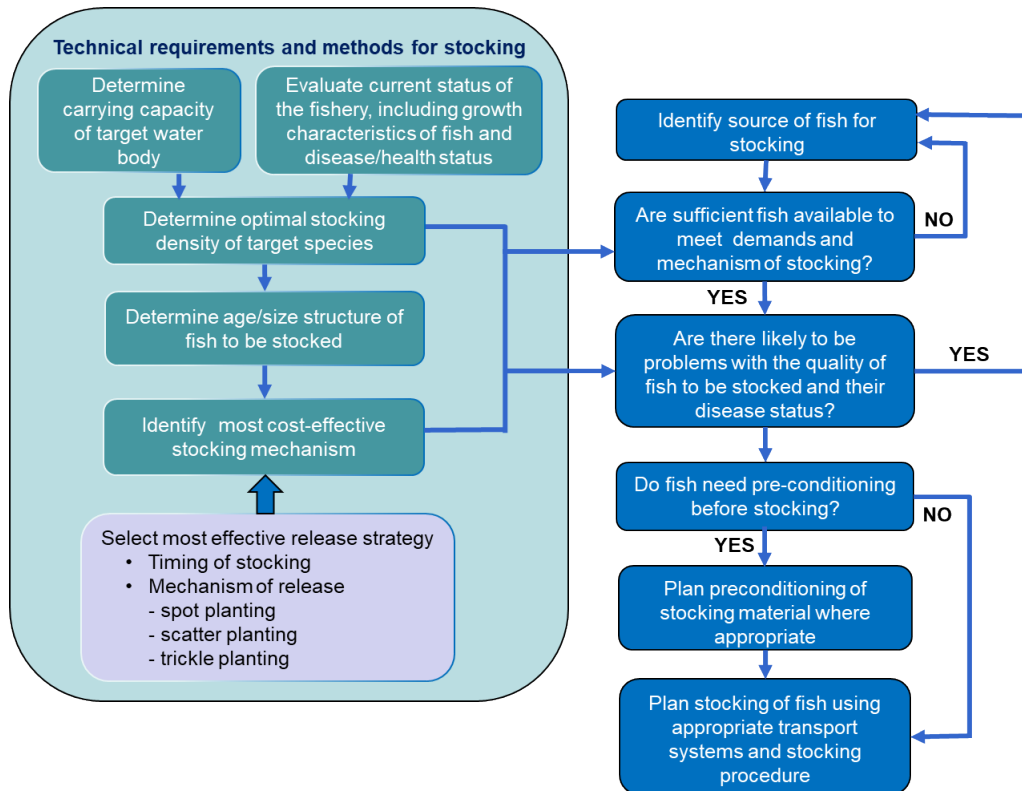 Technical requirements and methods for stocking
Determine
carrying capacity
of target water
body
Evaluate current status of
the fishery, including growth
characteristics of fish and
disease/health status
Determine optimal stocking
density of target species
Determine age/size structure of
fish to be stocked
Identify most cost-effective
stocking mechanism
Select most effective release strategy
• Timing of stocking
• Mechanism of release
- spot planting
- scatter planting
- trickle planting
Identify source of fish for
stocking
Are sufficient fish available to
meet demands and
mechanism of stocking?
NO
YES
Are there likely to be
problems with the quality of
fish to be stocked and their
disease status?
YES
Do fish need pre-conditioning
before stocking?
NO
YES
Plan preconditioning of
stocking material where
appropriate
Plan stocking of fish using
appropriate transport
systems and stocking
procedure